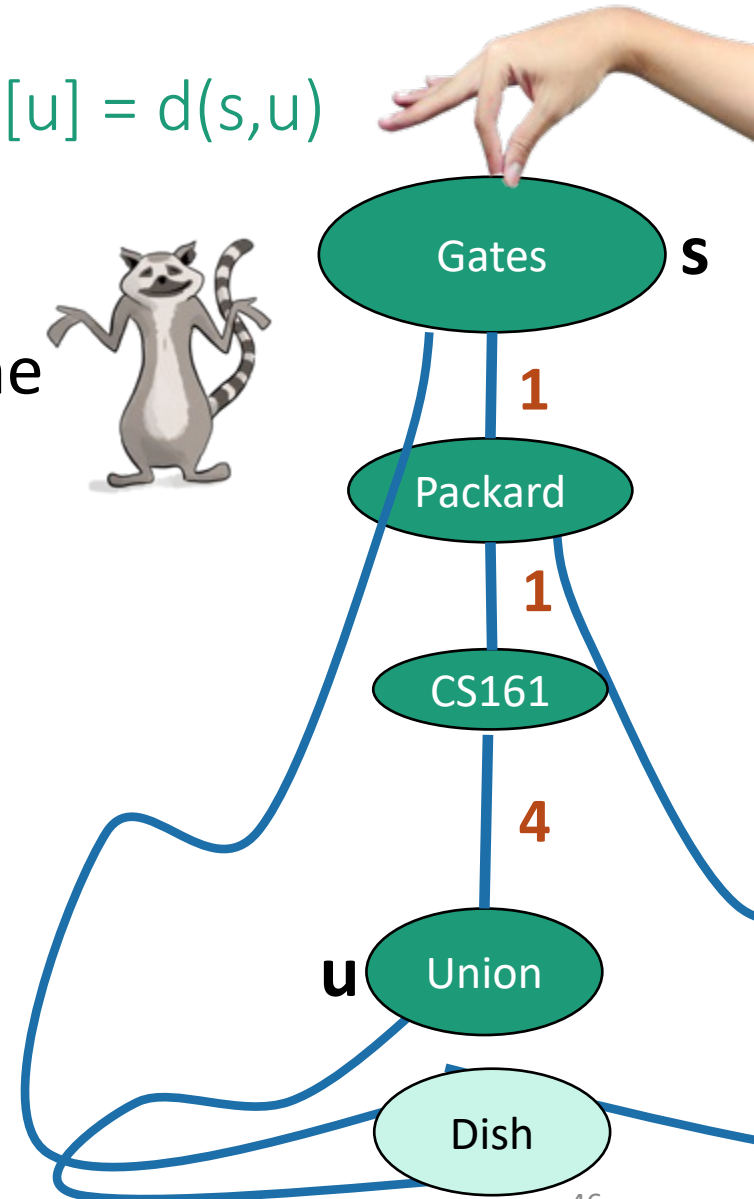 [u] = d(s,u)
Gates
s
1
Packard
1
CS161
4
u
Union
Dish